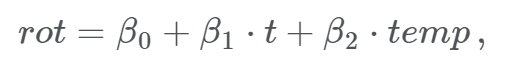 rot = β₀ + β₁ · t + β₂ · temp ,